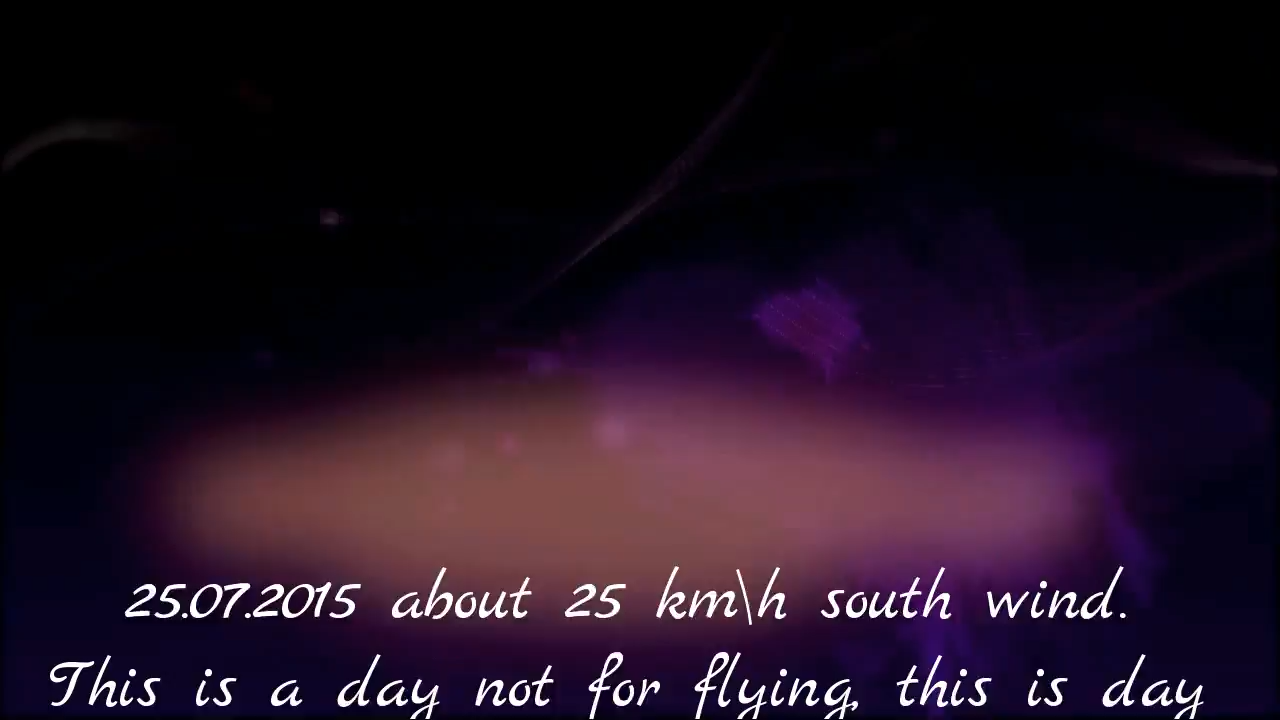 25.07.2015 about 25 km\h south wind.
This is a day not for flying, this is day